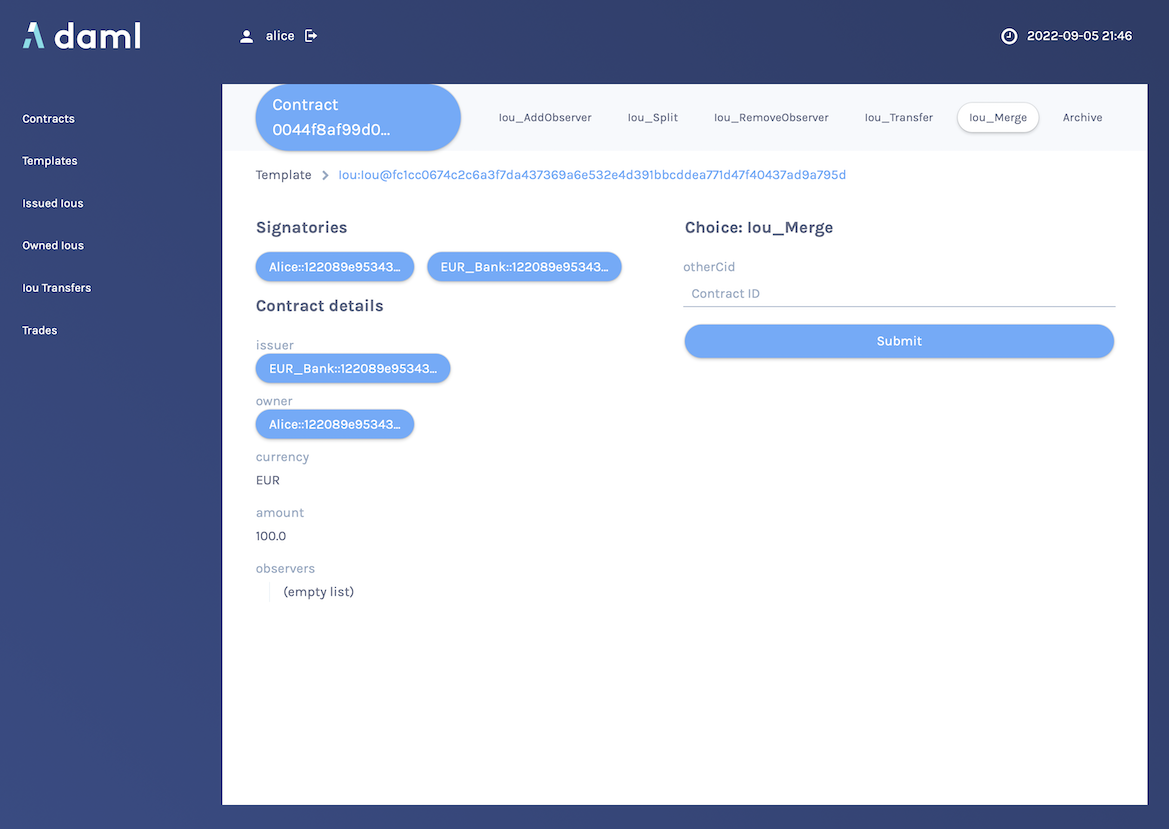 daml
alice
2022-09-05 21:46
Contracts
Templates
Issued Ious
Owned Ious
Iou Transfers
Trades
Contract
0044f8af99d0...
Iou_AddObserver
Iou_Split
Iou_RemoveObserver
Iou_Transfer
Iou_Merge
Archive
Template > Iou:Iou@fc1cc0674c2c6a3f7da437369a6e532e4d391bbcddea771d47f40437ad9a795d
Signatories
Alice::122089e95343... EUR_Bank::122089e95343...
Contract details
issuer
EUR_Bank::122089e95343...
owner
Alice::122089e95343...
currency
EUR
amount
100.0
observers
(empty list)
Choice: Iou_Merge
otherCid
Contract ID
Submit